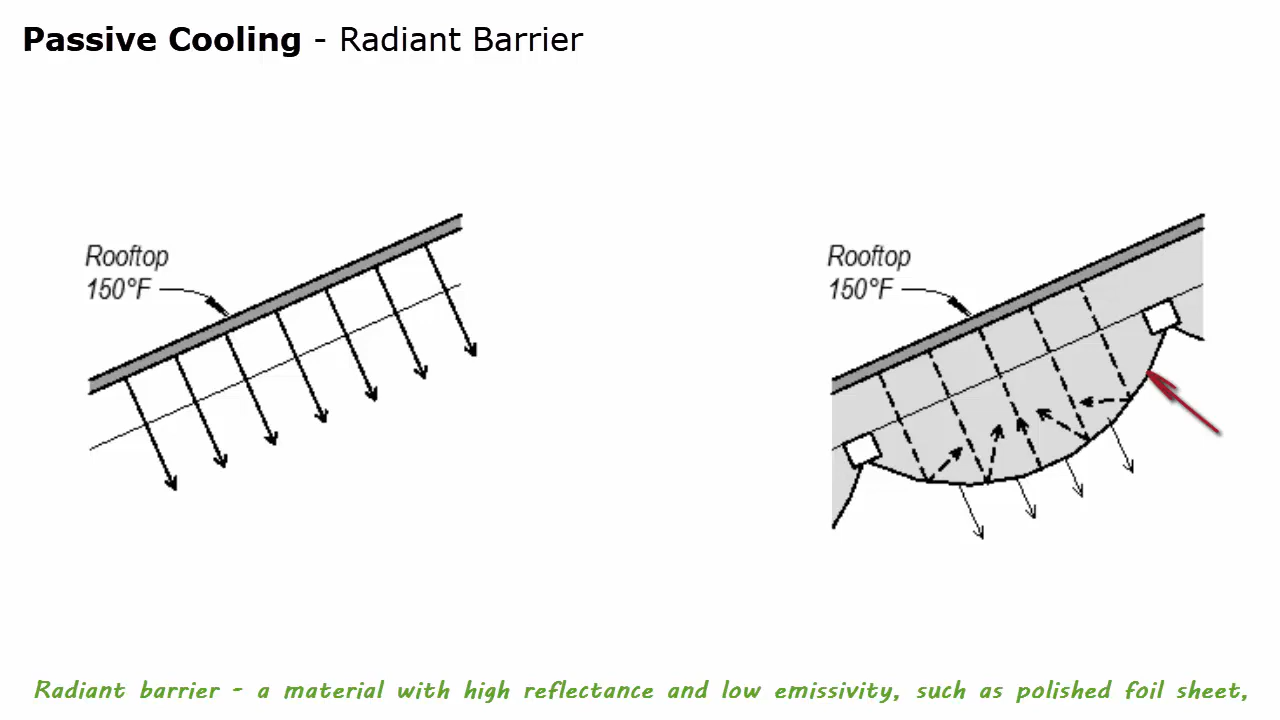 Passive Cooling - Radiant Barrier
Rooftop
150°F
Rooftop
150°F
Radiant barrier - a material with high reflectance and low emissivity, such as polished foil sheet,